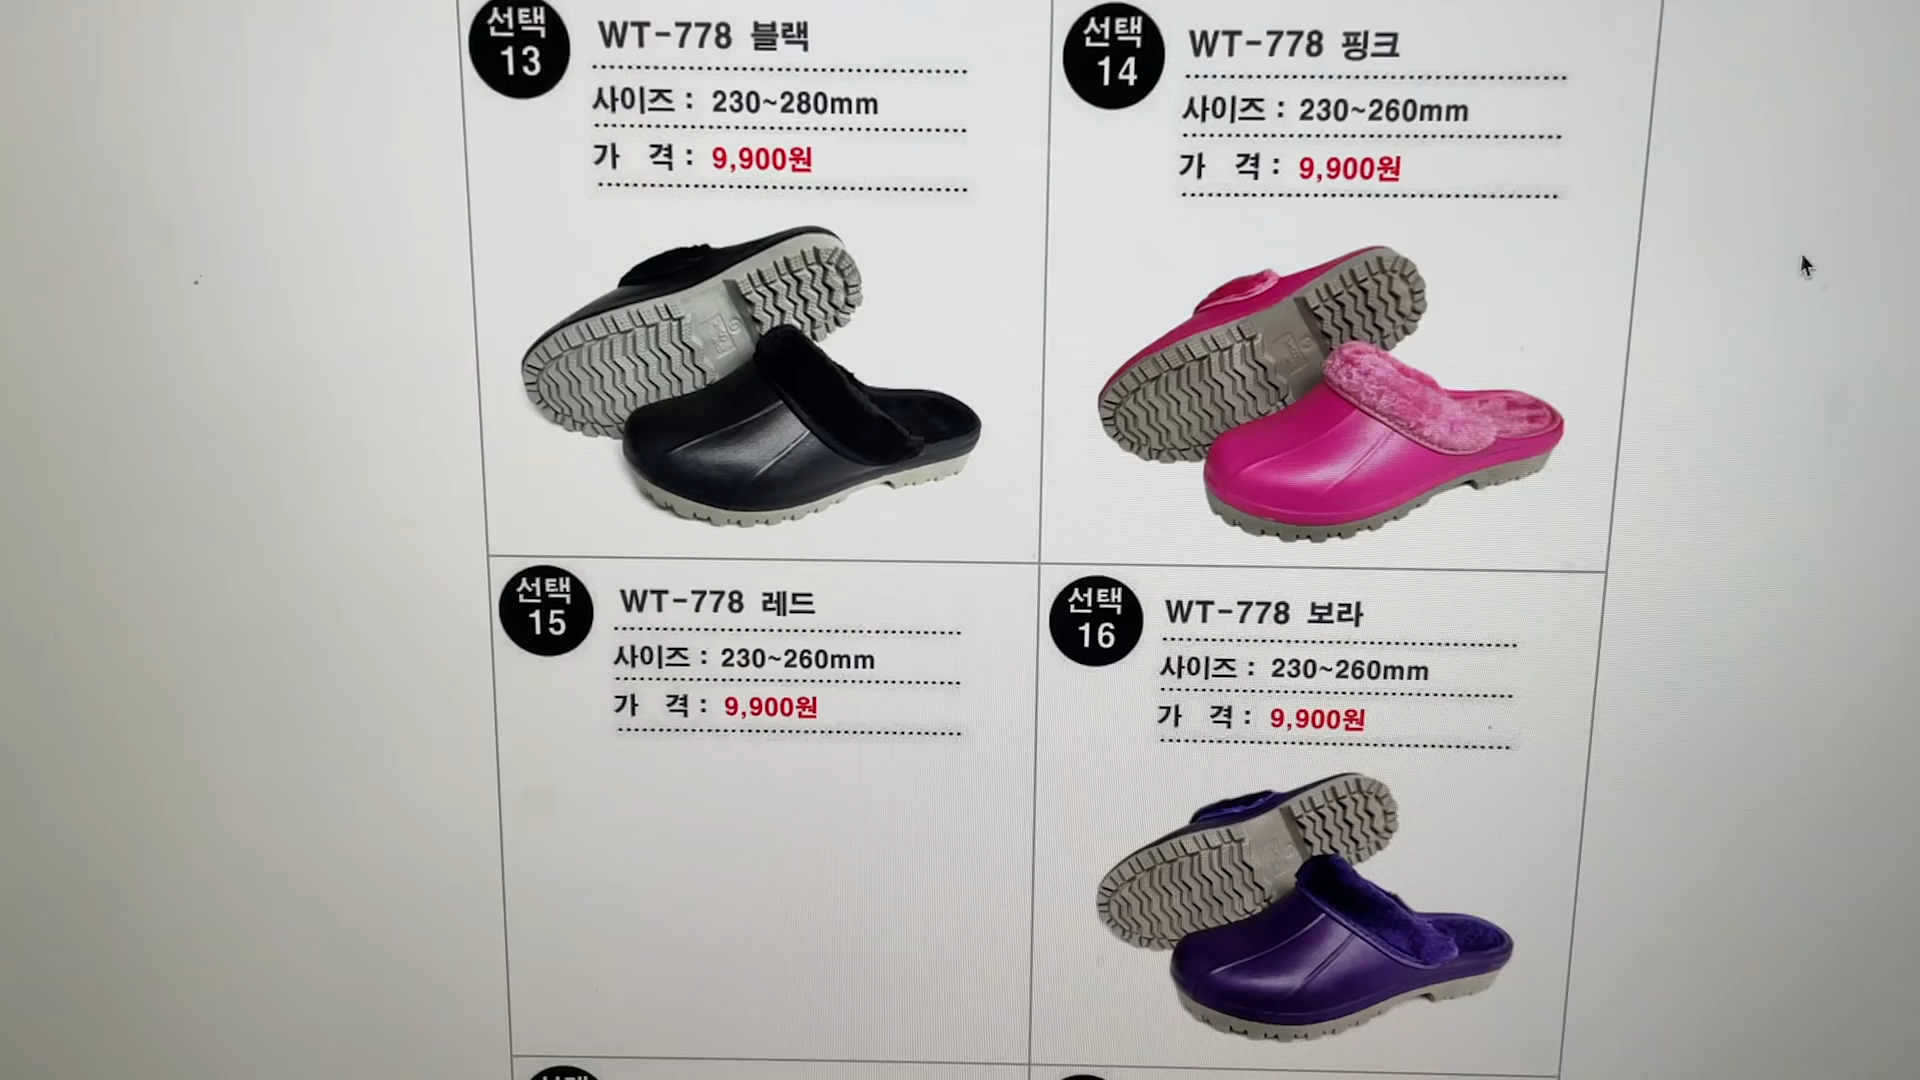 선택
13
WT-778 블랙
사이즈 : 230~280mm
가 격 : 9,900원
선택
14
WT-778 핑크
사이즈 : 230~260mm
가 격 : 9,900원
선택
15
WT-778 레드
사이즈 : 230~260mm
가 격 : 9,900원
선택
16
WT-778 보라
사이즈 : 230~260mm
가 격 : 9,900원